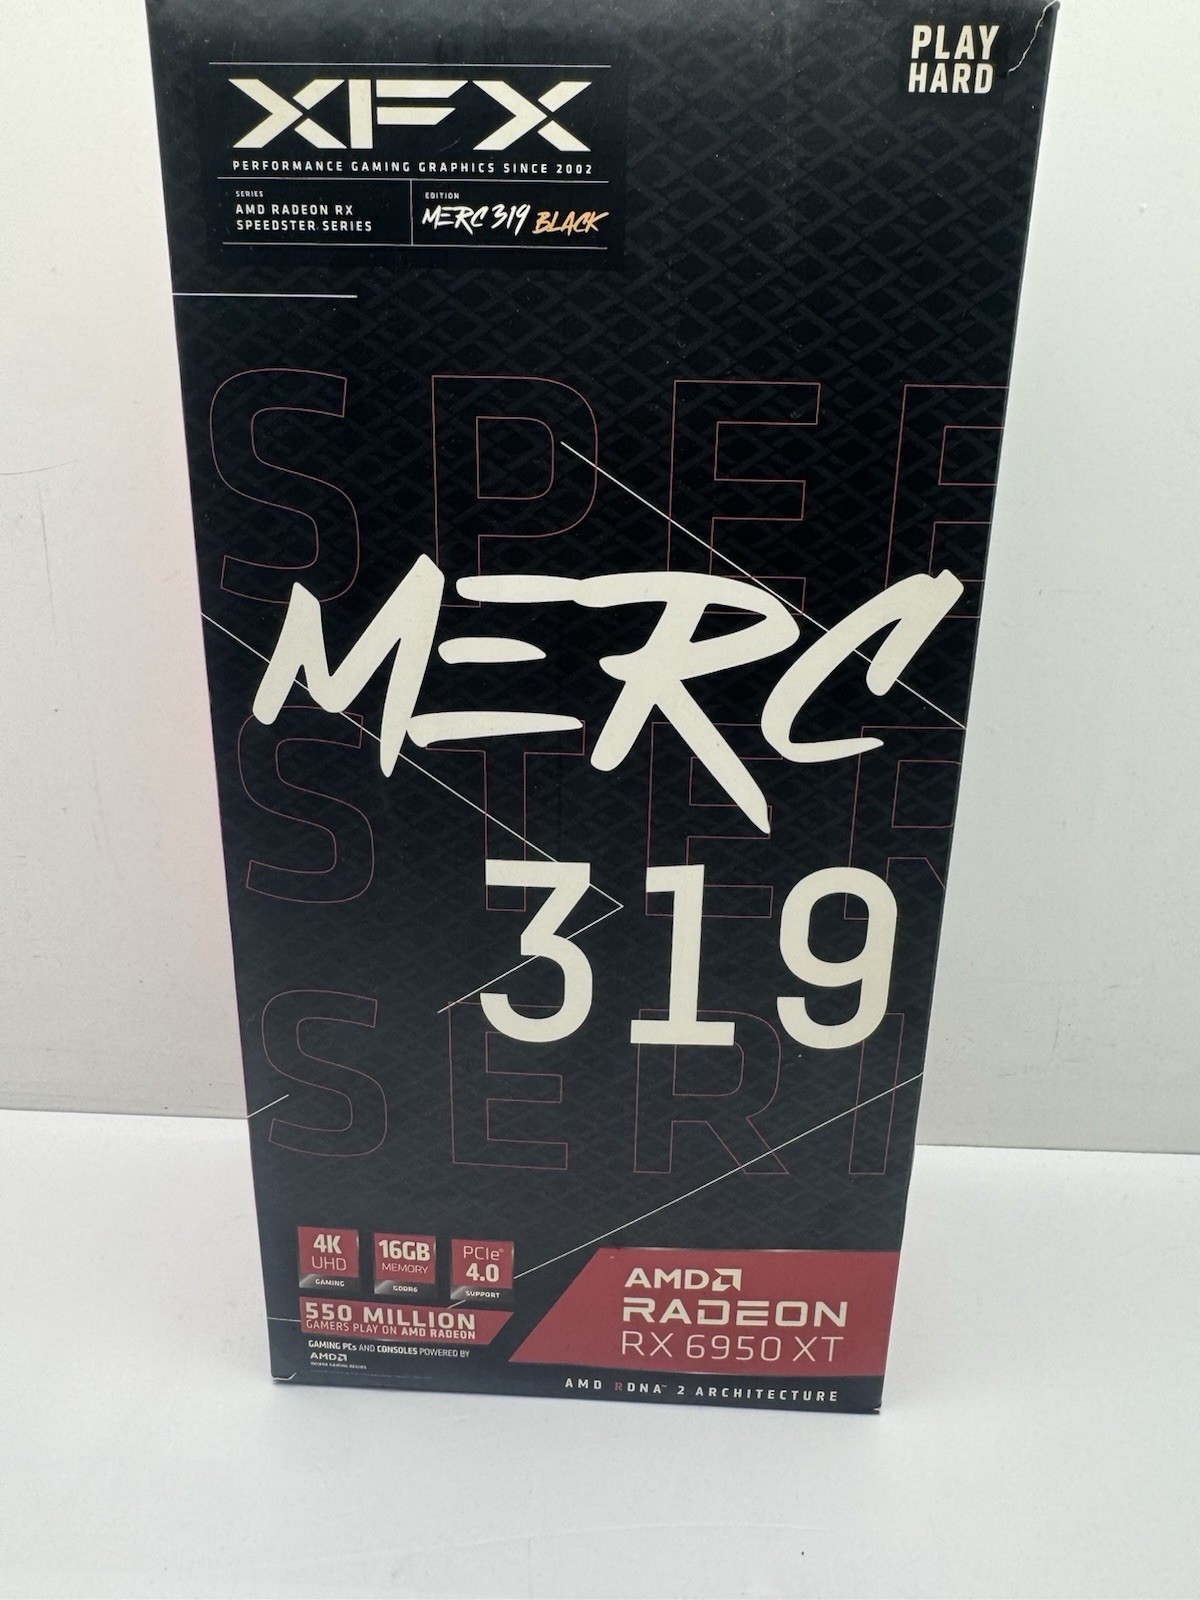 PLAY
HARD
XFX
PERFORMANCE GAMING GRAPHICS SINCE 2002
SERIES
AMD RADEON RX
SPEEDSTER SERIES
EDITION
MERC 319 BLACK
SPEE
MERC
STER
319
SERI
4K
UHD
GAMING
16GB
MEMORY
GDDR6
PCIe®
4.0
SUPPORT
550 MILLION
GAMERS PLAY ON AMD RADEON
GAMING PCs AND CONSOLES POWERED BY
AMD
AMD
RADEON
RX 6950 XT
AMD RDNA™ 2 ARCHITECTURE